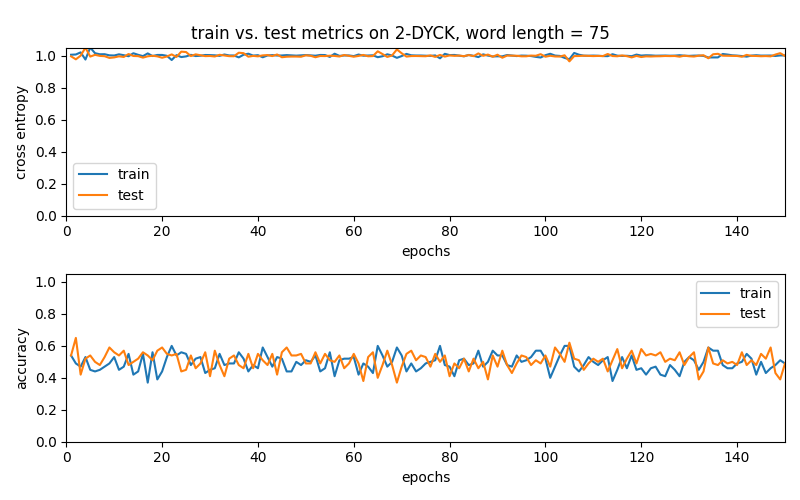 train vs. test metrics on 2-DYCK, word length = 75
cross entropy
1.0
0.8
0.6
0.4
0.2
0.0
train
test
0 20 40 60 80 100 120 140
epochs
accuracy
1.0
0.8
0.6
0.4
0.2
0.0
train
test
0 20 40 60 80 100 120 140
epochs